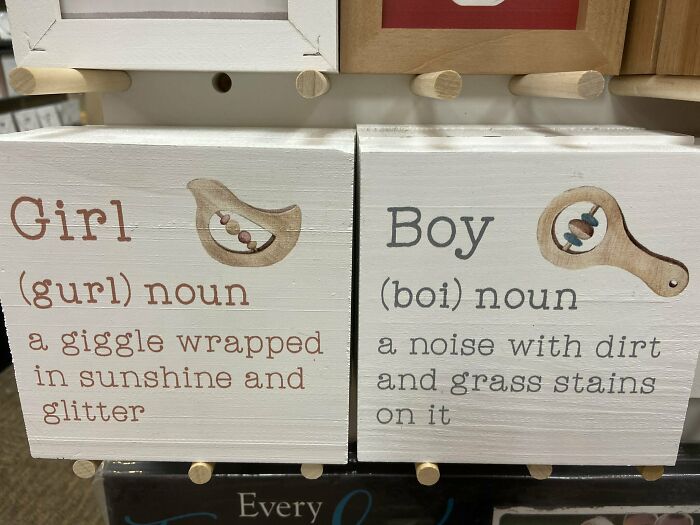 Girl
(gurl) noun
a giggle wrapped
in sunshine and
glitter
Boy
(boi) noun
a noise with dirt
and grass stains
on it
Every